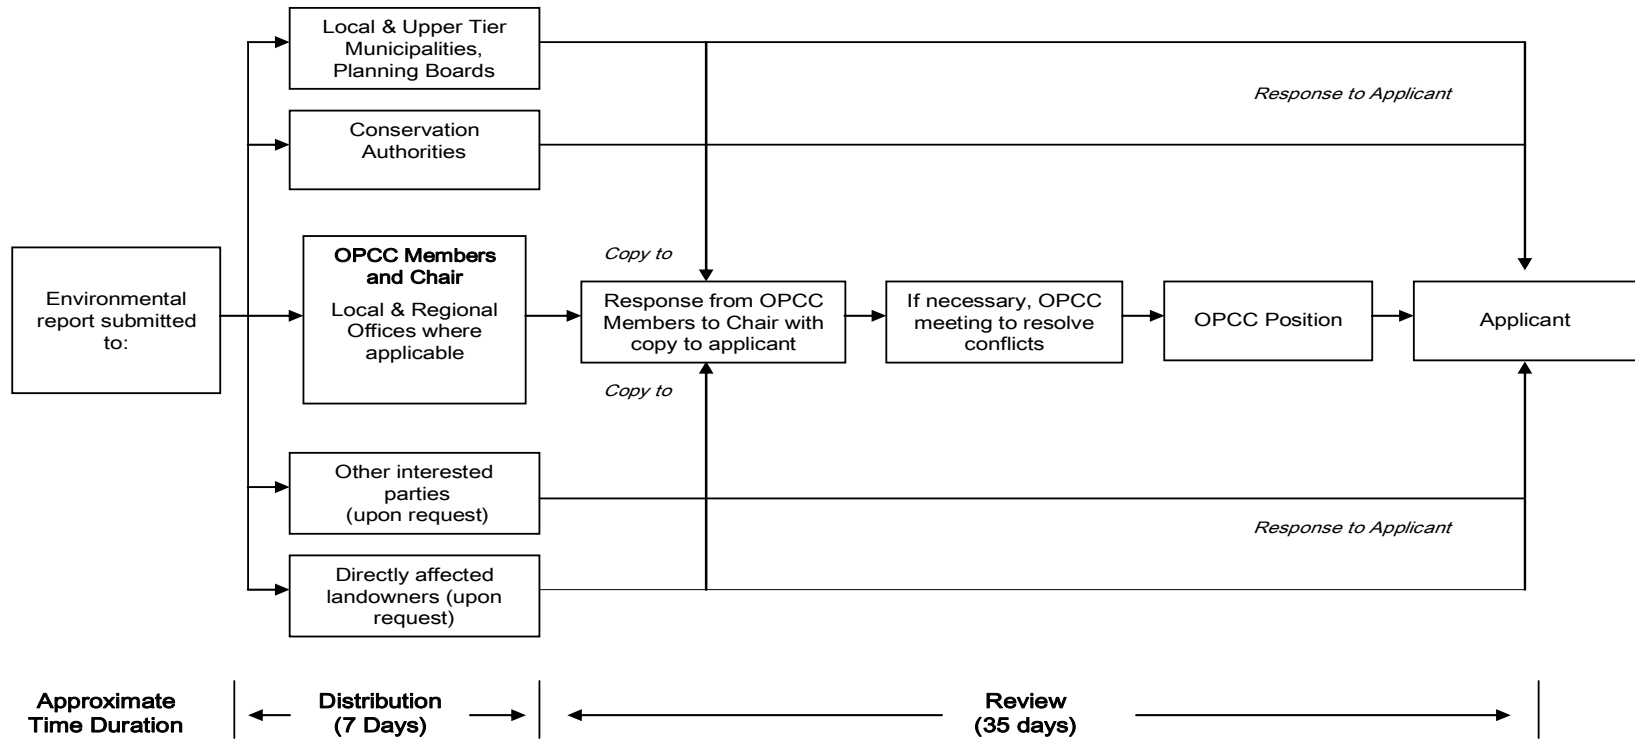 Local & Upper Tier
Municipalities,
Planning Boards
Response to Applicant
Conservation
Authorities
Environmental
report submitted
to:
OPCC Members
and Chair
Local & Regional
Offices where
applicable
Copy to
Response from OPCC
Members to Chair with
copy to applicant
Copy to
If necessary, OPCC
meeting to resolve
conflicts
OPCC Position
Applicant
Other interested
parties
(upon request)
Response to Applicant
Directly affected
landowners (upon
request)
Approximate
Time Duration
Distribution
(7 Days)
Review
(35 days)